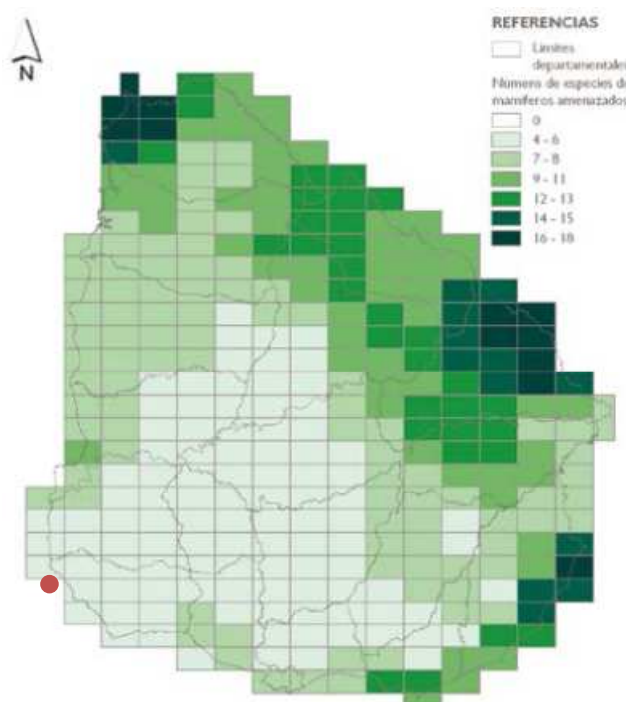 REFERENCIAS
Límites
departamentales
Número de especies de
mamíferos amenazados
0
4 - 6
7 - 8
9 - 11
12 - 13
14 - 15
16 - 18
N